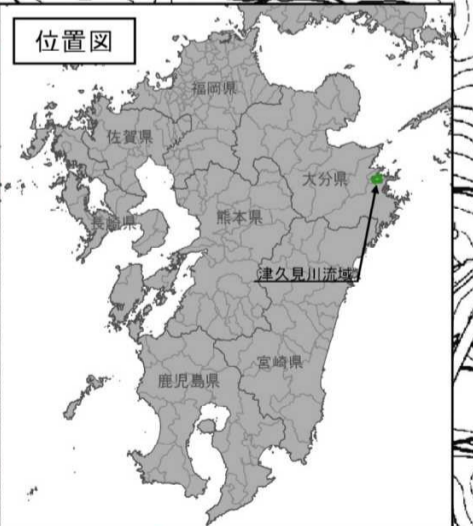 位置図
福岡県
佐賀県
大分県
長崎県
熊本県
津久見川流域
宮崎県
鹿児島県